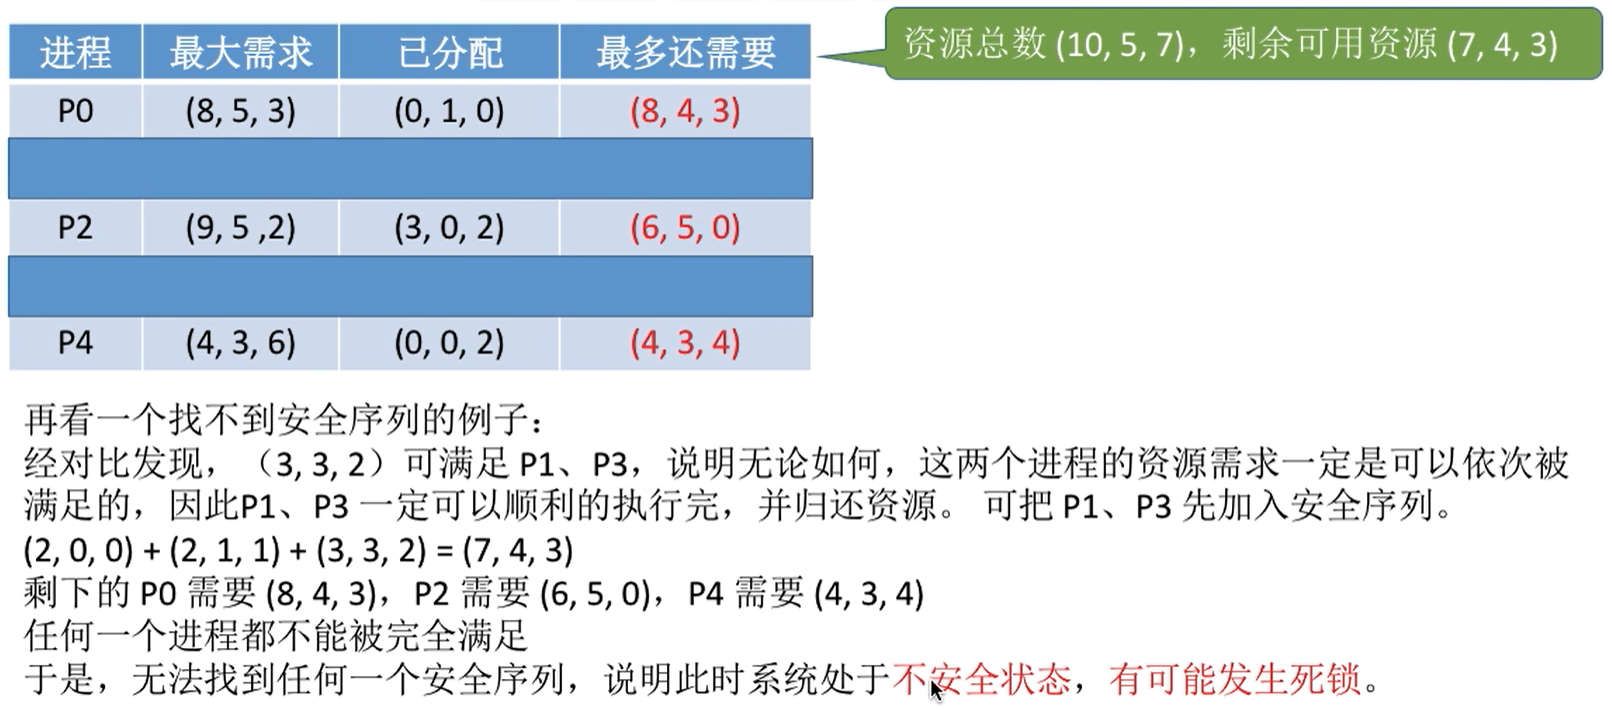 进程 最大需求 已分配 最多还需要
资源总数 (10, 5, 7)，剩余可用资源 (7, 4, 3)
P0 (8, 5, 3) (0, 1, 0) (8, 4, 3)
P2 (9, 5 ,2) (3, 0, 2) (6, 5, 0)
P4 (4, 3, 6) (0, 0, 2) (4, 3, 4)
再看一个找不到安全序列的例子：
经对比发现，（3, 3, 2）可满足 P1、P3，说明无论如何，这两个进程的资源需求一定是可以依次被
满足的，因此P1、P3 一定可以顺利的执行完，并归还资源。 可把 P1、P3 先加入安全序列。
(2, 0, 0) + (2, 1, 1) + (3, 3, 2) = (7, 4, 3)
剩下的 P0 需要 (8, 4, 3)，P2 需要 (6, 5, 0)，P4 需要 (4, 3, 4)
任何一个进程都不能被完全满足
于是，无法找到任何一个安全序列，说明此时系统处于不安全状态，有可能发生死锁。